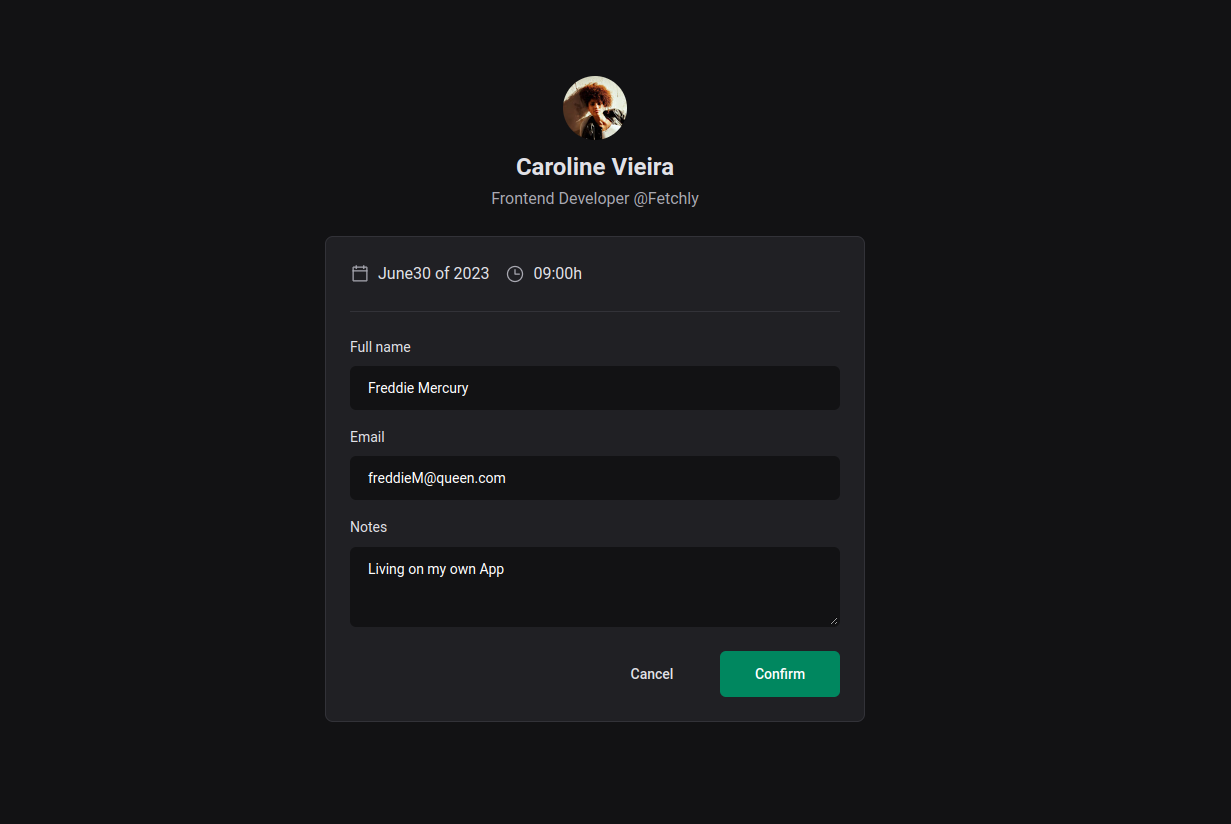 Caroline Vieira
Frontend Developer @Fetchly
June30 of 2023 09:00h
Full name
Freddie Mercury
Email
freddieM@queen.com
Notes
Living on my own App
Cancel Confirm